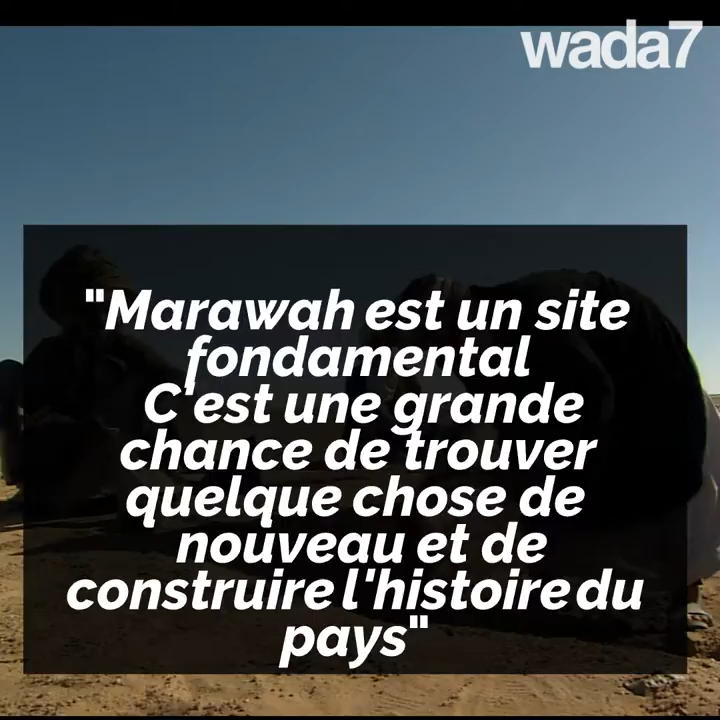 wada7
"Marawah est un site
fondamental
C'est une grande
chance de trouver
quelque chose de
nouveau et de
construire l'histoire du
pays"